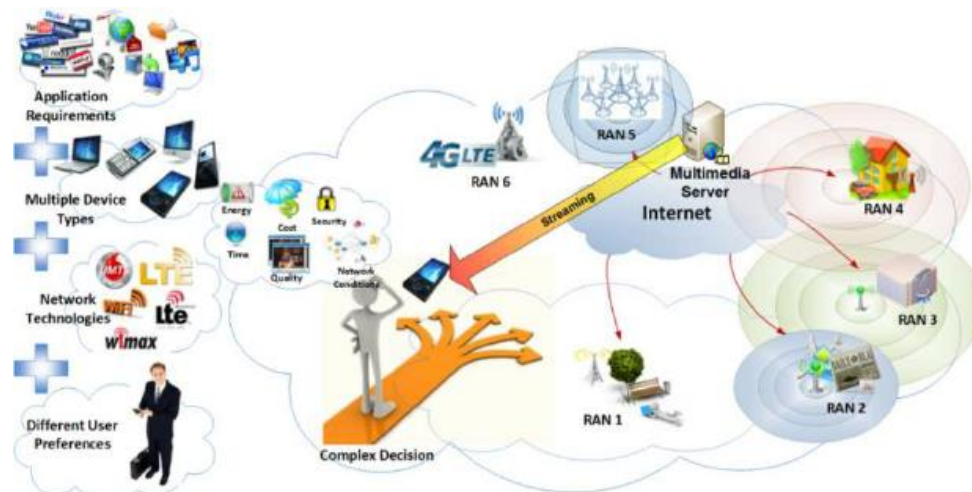 Application
Requirements
Multiple Device
Types
Network
Technologies
LTE
WiFi
Lte
wimax
Different User
Preferences
Energy
Cost
Security
Time
Quality
Network
Conditions
Complex Decision
Streaming
4G LTE
RAN 6
RAN 5
Multimedia
Server
Internet
RAN 4
RAN 3
RAN 2
RAN 1